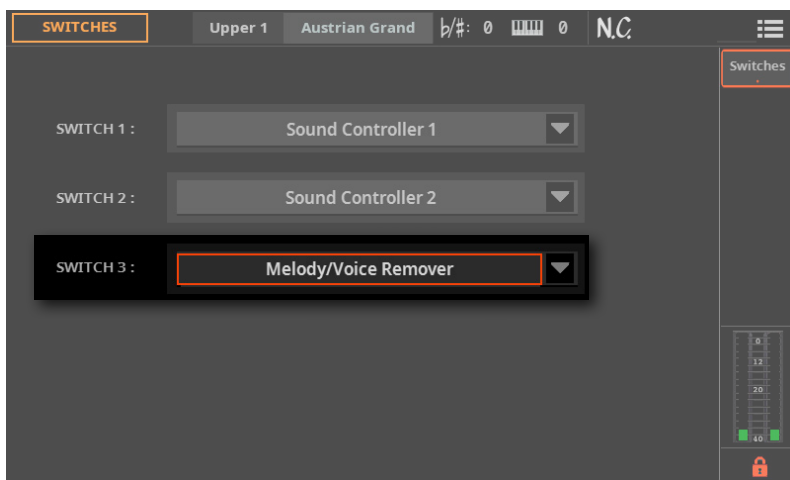 SWITCHES Upper 1 Austrian Grand ♭/♯: 0 0 N.C.
Switches
SWITCH 1 : Sound Controller 1
SWITCH 2 : Sound Controller 2
SWITCH 3 : Melody/Voice Remover
0
12
20
40